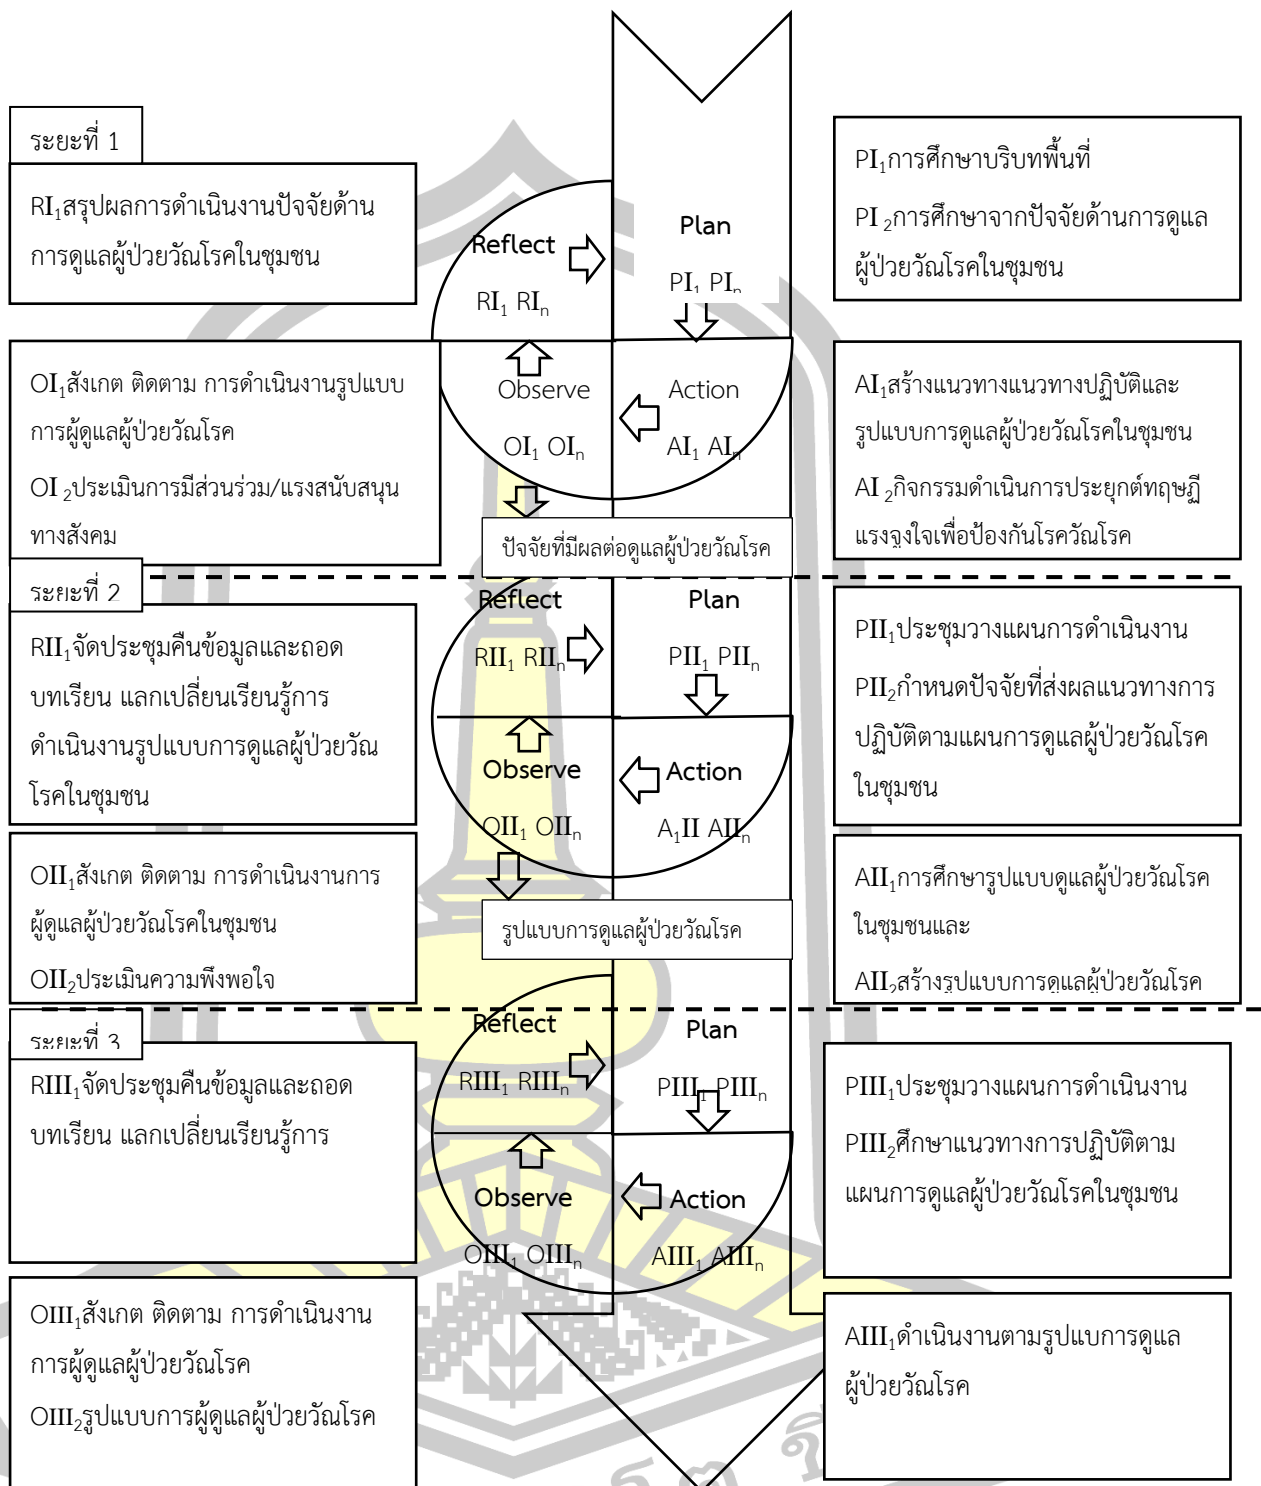 ระยะที่ 1
RI₁สรุปผลการดำเนินงานปัจจัยด้าน
การดูแลผู้ป่วยวัณโรคในชุมชน
Reflect
RI₁ RIₙ
Plan
PI₁ PIₙ
PI₁การศึกษาบริบทพื้นที่
PI ₂การศึกษาจากปัจจัยด้านการดูแล
ผู้ป่วยวัณโรคในชุมชน
OI₁สังเกต ติดตาม การดำเนินงานรูปแบบ
การผู้ดูแลผู้ป่วยวัณโรค
OI ₂ประเมินการมีส่วนร่วม/แรงสนับสนุน
ทางสังคม
Observe
OI₁ OIₙ
Action
AI₁ AIₙ
AI₁สร้างแนวทางแนวทางปฏิบัติและ
รูปแบบการดูแลผู้ป่วยวัณโรคในชุมชน
AI ₂กิจกรรมดำเนินการประยุกต์ทฤษฎี
แรงจูงใจเพื่อป้องกันโรควัณโรค
ปัจจัยที่มีผลต่อดูแลผู้ป่วยวัณโรค
ระยะที่ 2
RII₁จัดประชุมคืนข้อมูลและถอด
บทเรียน แลกเปลี่ยนเรียนรู้การ
ดำเนินงานรูปแบบการดูแลผู้ป่วยวัณ
โรคในชุมชน
Reflect
RII₁ RIIₙ
Plan
PII₁ PIIₙ
PII₁ประชุมวางแผนการดำเนินงาน
PII₂กำหนดปัจจัยที่ส่งผลแนวทางการ
ปฏิบัติตามแผนการดูแลผู้ป่วยวัณโรค
ในชุมชน
Observe
OII₁ OIIₙ
Action
A₁II AIIₙ
OII₁สังเกต ติดตาม การดำเนินงานการ
ผู้ดูแลผู้ป่วยวัณโรคในชุมชน
OII₂ประเมินความพึงพอใจ
AII₁การศึกษารูปแบบดูแลผู้ป่วยวัณโรค
ในชุมชนและ
AII₂สร้างรูปแบบการดูแลผู้ป่วยวัณโรค
รูปแบบการดูแลผู้ป่วยวัณโรค
ระยะที่ 3
RIII₁จัดประชุมคืนข้อมูลและถอด
บทเรียน แลกเปลี่ยนเรียนรู้การ
Reflect
RIII₁ RIIIₙ
Plan
PIII₁ PIIIₙ
PIII₁ประชุมวางแผนการดำเนินงาน
PIII₂ศึกษาแนวทางการปฏิบัติตาม
แผนการดูแลผู้ป่วยวัณโรคในชุมชน
Observe
OIII₁ OIIIₙ
Action
AIII₁ AIIIₙ
OIII₁สังเกต ติดตาม การดำเนินงาน
การผู้ดูแลผู้ป่วยวัณโรค
OIII₂รูปแบบการผู้ดูแลผู้ป่วยวัณโรค
AIII₁ดำเนินงานตามรูปแบบการดูแล
ผู้ป่วยวัณโรค